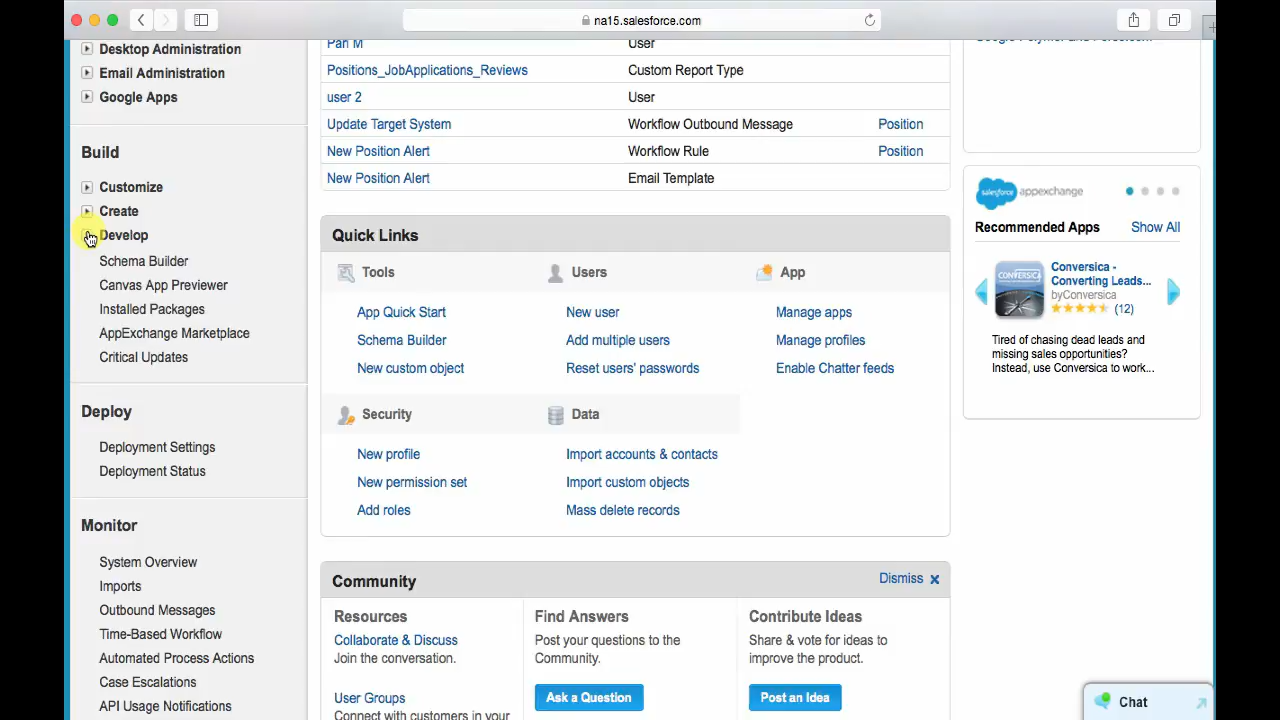 na15.salesforce.com
Desktop Administration
Email Administration
Google Apps
Build
Customize
Create
Develop
Schema Builder
Canvas App Previewer
Installed Packages
AppExchange Marketplace
Critical Updates
Deploy
Deployment Settings
Deployment Status
Monitor
System Overview
Imports
Outbound Messages
Time-Based Workflow
Automated Process Actions
Case Escalations
API Usage Notifications
Pan M User
Positions_JobApplications_Reviews Custom Report Type
user 2 User
Update Target System Workflow Outbound Message Position
New Position Alert Workflow Rule Position
New Position Alert Email Template
Quick Links
Tools Users App
App Quick Start New user Manage apps
Schema Builder Add multiple users Manage profiles
New custom object Reset users' passwords Enable Chatter feeds
Security Data
New profile Import accounts & contacts
New permission set Import custom objects
Add roles Mass delete records
Community Dismiss
Resources
Collaborate & Discuss
Join the conversation.
User Groups
Connect with customers in your
Find Answers
Post your questions to the
Community.
Ask a Question
Contribute Ideas
Share & vote for ideas to
improve the product.
Post an Idea
salesforce appexchange
Recommended Apps Show All
CONVERSICA
Conversica -
Converting Leads...
byConversica
(12)
Tired of chasing dead leads and
missing sales opportunities?
Instead, use Conversica to work...
Chat